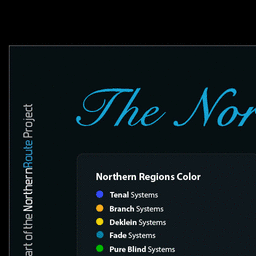 The Nor
art of the NorthernRoute Project
Northern Regions Color
Tenal Systems
Branch Systems
Deklein Systems
Fade Systems
Pure Blind Systems